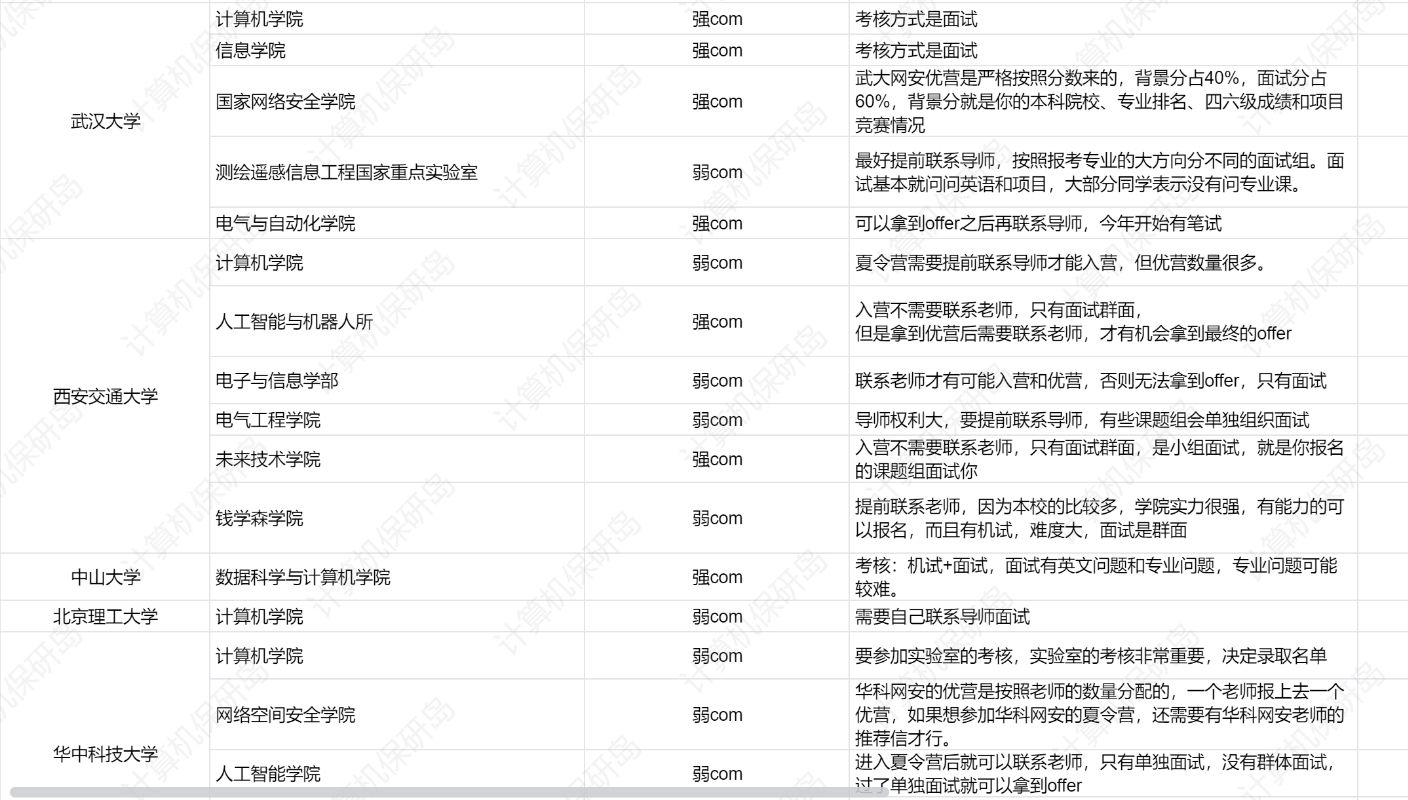 计算机学院 强com 考核方式是面试
信息学院 强com 考核方式是面试
武汉大学
国家网络安全学院 强com
武大网安优营是严格按照分数来的，背景分占40%，面试分占
60%，背景分就是你的本科院校、专业排名、四六级成绩和项目
竞赛情况
测绘遥感信息工程国家重点实验室 弱com
最好提前联系导师，按照报考专业的大方向分不同的面试组。面
试基本就问问英语和项目，大部分同学表示没有问专业课。
电气与自动化学院 强com 可以拿到offer之后再联系导师，今年开始有笔试
西安交通大学
计算机学院 弱com 夏令营需要提前联系导师才能入营，但优营数量很多。
人工智能与机器人所 强com
入营不需要联系老师，只有面试群面，
但是拿到优营后需要联系老师，才有机会拿到最终的offer
电子与信息学部 弱com 联系老师才有可能入营和优营，否则无法拿到offer，只有面试
电气工程学院 弱com 导师权利大，要提前联系导师，有些课题组会单独组织面试
未来技术学院 强com
入营不需要联系老师，只有面试群面，是小组面试，就是你报名
的课题组面试你
钱学森学院 弱com
提前联系老师，因为本校的比较多，学院实力很强，有能力的可
以报名，而且有机试，难度大，面试是群面
中山大学 数据科学与计算机学院 强com
考核：机试+面试，面试有英文问题和专业问题，专业问题可能
较难。
北京理工大学 计算机学院 弱com 需要自己联系导师面试
华中科技大学
计算机学院 弱com 要参加实验室的考核，实验室的考核非常重要，决定录取名单
网络空间安全学院 弱com
华科网安的优营是按照老师的数量分配的，一个老师报上去一个
优营，如果想参加华科网安的夏令营，还需要有华科网安老师的
推荐信才行。
人工智能学院 弱com
进入夏令营后就可以联系老师，只有单独面试，没有群体面试，
过了单独面试就可以拿到offer
计算机保研岛